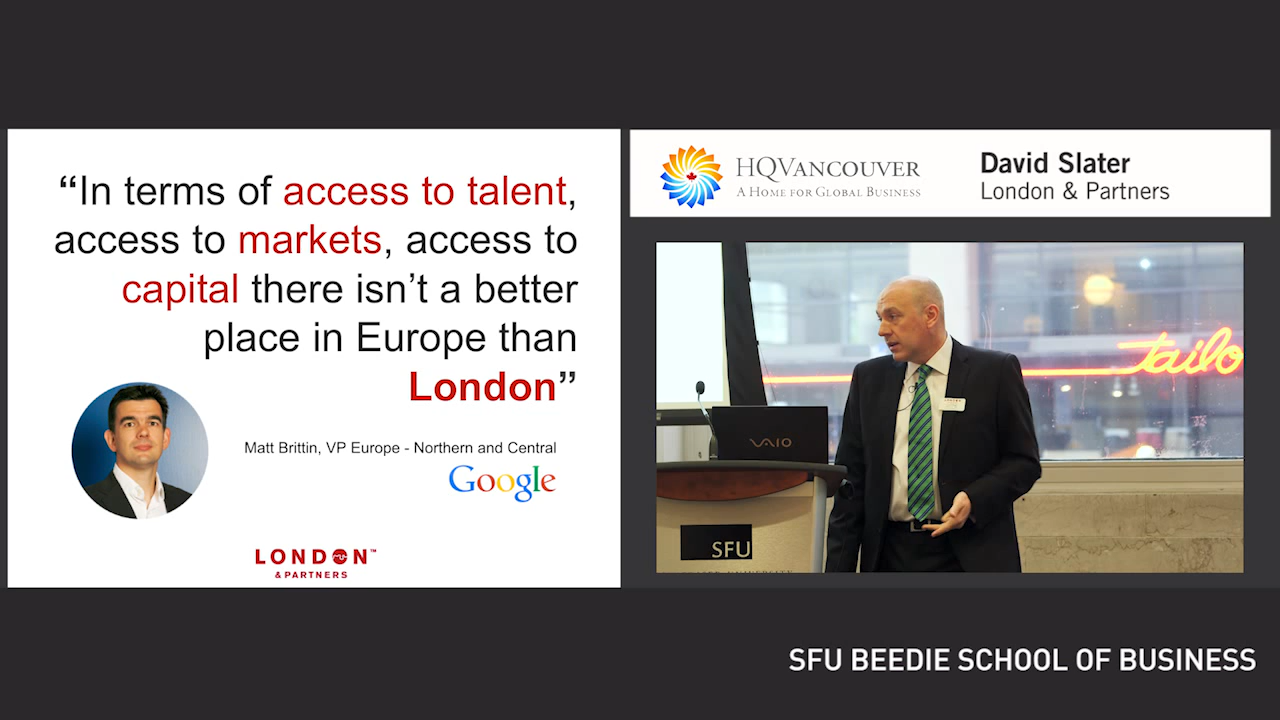 “In terms of access to talent,
access to markets, access to
capital there isn’t a better
place in Europe than
London”
Matt Brittin, VP Europe - Northern and Central
Google
LONDON™
& PARTNERS
HQVANCOUVER
A HOME FOR GLOBAL BUSINESS
David Slater
London & Partners
tailo
VAIO
SFU
SFU BEEDIE SCHOOL OF BUSINESS